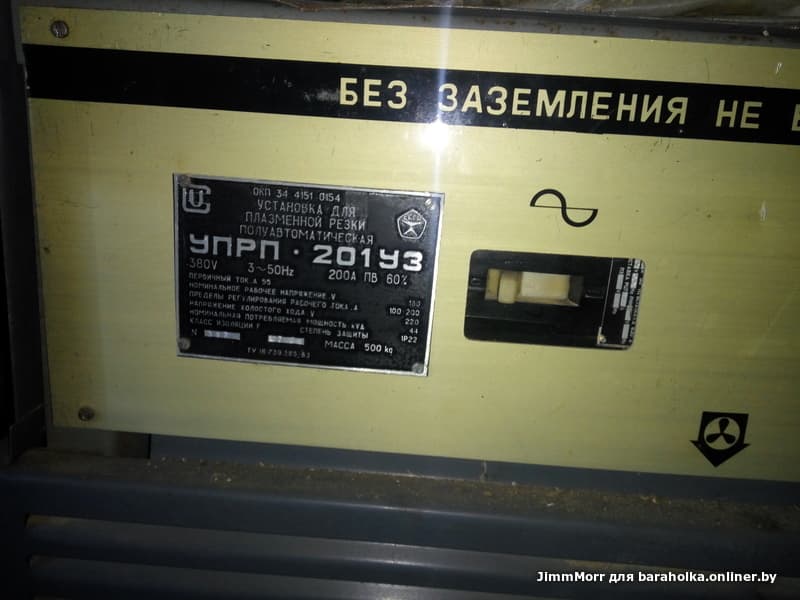 БЕЗ ЗАЗЕМЛЕНИЯ НЕ В
ОКП 34 4151 0154
УСТАНОВКА ДЛЯ
ПЛАЗМЕННОЙ РЕЗКИ
ПОЛУАВТОМАТИЧЕСКАЯ
УПРП · 201У3
380V 3~50Hz 200А ПВ 60%
ПЕРВИЧНЫЙ ТОК. А 95
НОМИНАЛЬНОЕ РАБОЧЕЕ НАПРЯЖЕНИЕ. V 180
ПРЕДЕЛЫ РЕГУЛИРОВАНИЯ РАБОЧЕГО ТОКА. А 100 200
НАПРЯЖЕНИЕ ХОЛОСТОГО ХОДА V 220
НОМИНАЛЬНАЯ ПОТРЕБЛЯЕМАЯ МОЩНОСТЬ kVA 44
КЛАСС ИЗОЛЯЦИИ F СТЕПЕНЬ ЗАЩИТЫ IP22
N МАССА 500 kg
JimmMorr для baraholka.onliner.by